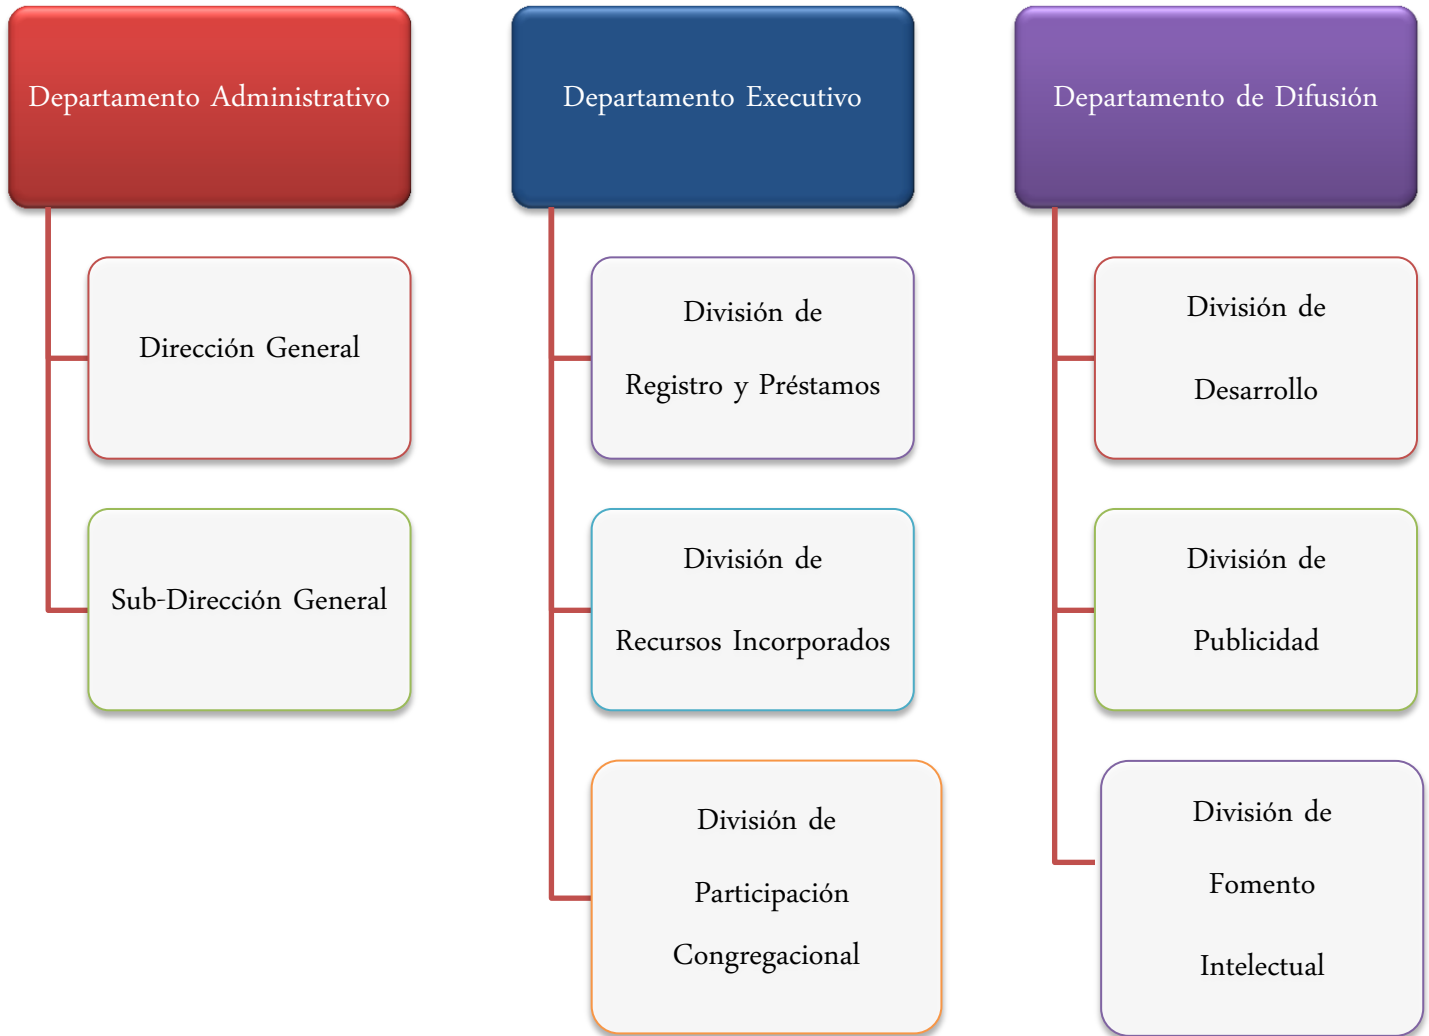 Departamento Administrativo
Dirección General
Sub-Dirección General
Departamento Executivo
División de
Registro y Préstamos
División de
Recursos Incorporados
División de
Participación
Congregacional
Departamento de Difusión
División de
Desarrollo
División de
Publicidad
División de
Fomento
Intelectual